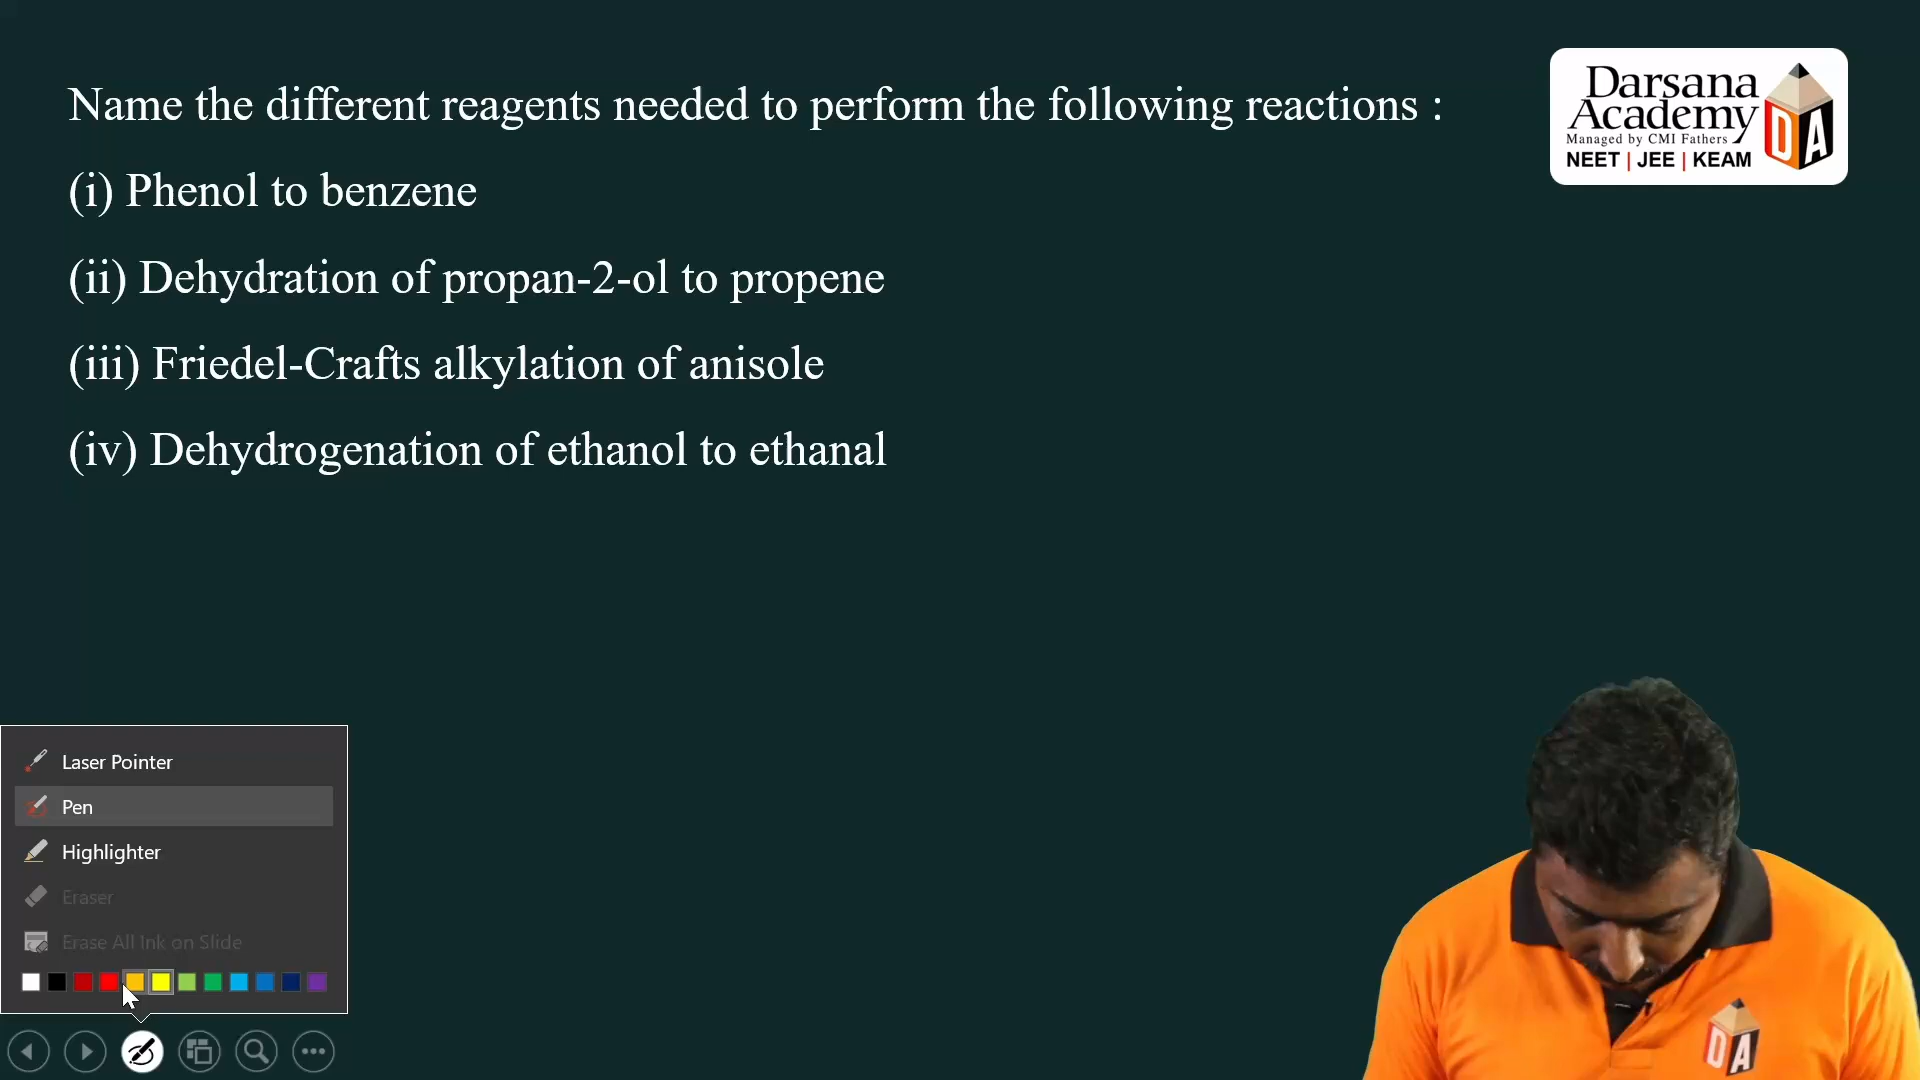 Name the different reagents needed to perform the following reactions :
(i) Phenol to benzene
(ii) Dehydration of propan-2-ol to propene
(iii) Friedel-Crafts alkylation of anisole
(iv) Dehydrogenation of ethanol to ethanal
Darsana
Academy
Managed by CMI Fathers
NEET | JEE | KEAM
DA
Laser Pointer
Pen
Highlighter
Eraser
Erase All Ink on Slide
DA